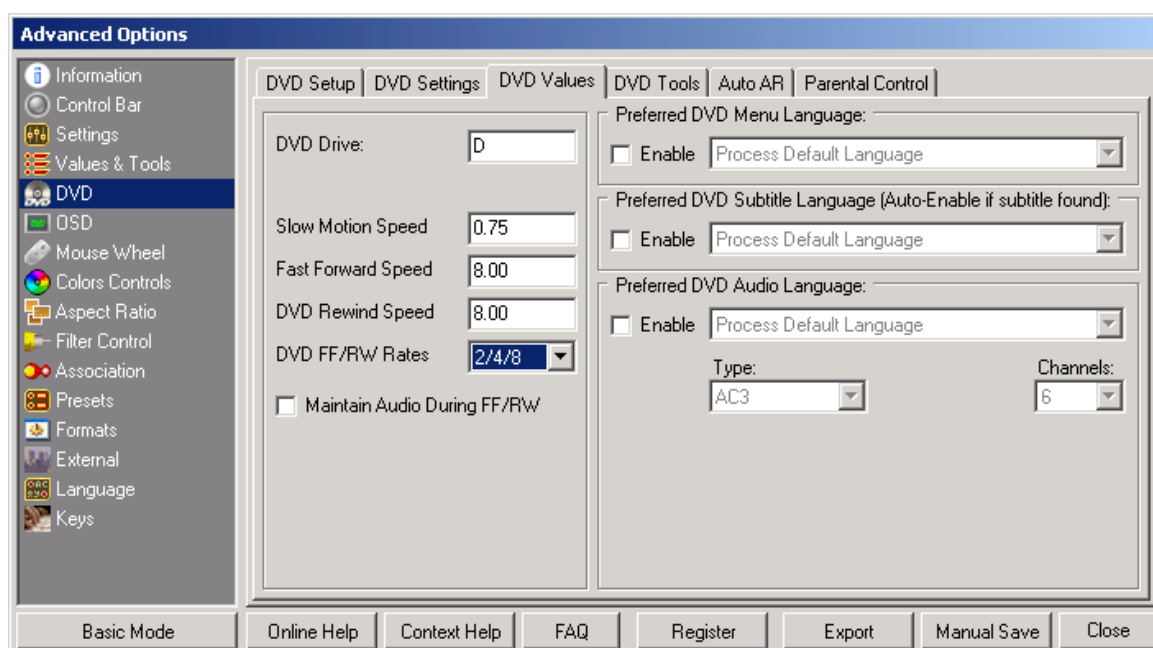 Advanced Options
Information
Control Bar
Settings
Values & Tools
DVD
OSD
Mouse Wheel
Colors Controls
Aspect Ratio
Filter Control
Association
Presets
Formats
External
Language
Keys
DVD Setup DVD Settings DVD Values DVD Tools Auto AR Parental Control
DVD Drive: D
Slow Motion Speed 0.75
Fast Forward Speed 8.00
DVD Rewind Speed 8.00
DVD FF/RW Rates 2/4/8
Maintain Audio During FF/RW
Preferred DVD Menu Language:
Enable Process Default Language
Preferred DVD Subtitle Language (Auto-Enable if subtitle found):
Enable Process Default Language
Preferred DVD Audio Language:
Enable Process Default Language
Type: Channels:
AC3 6
Basic Mode Online Help Context Help FAQ Register Export Manual Save Close